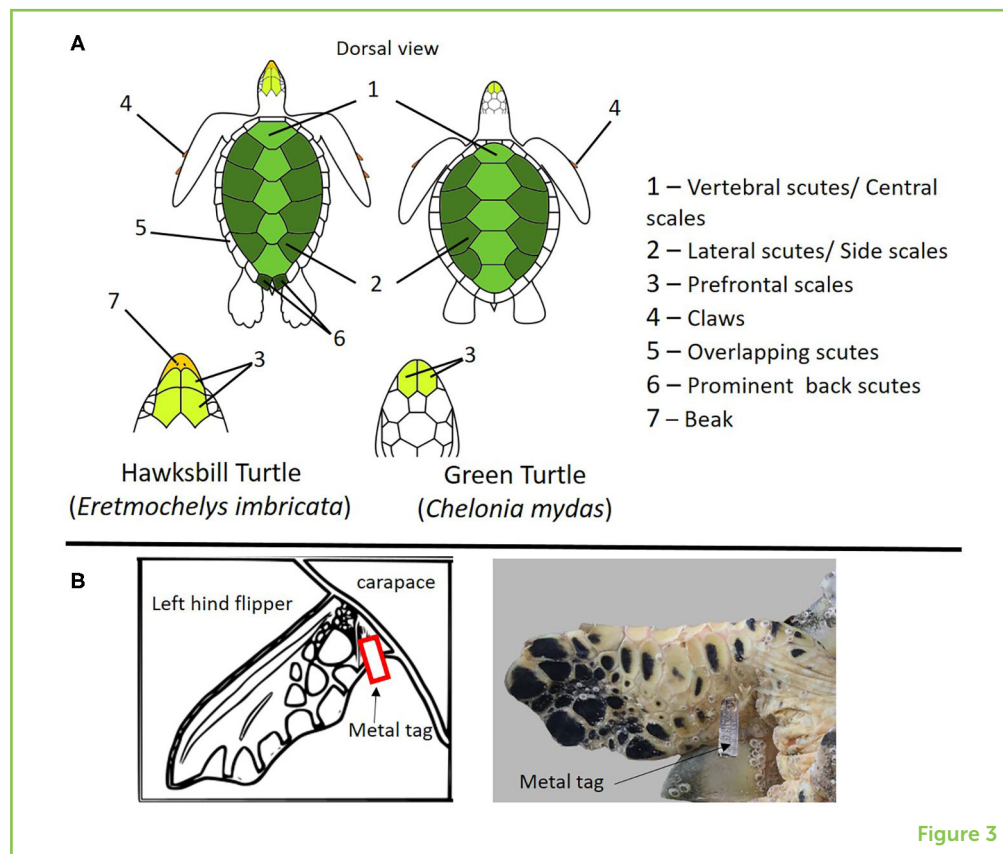 A
Dorsal view
4
1
4
5
2
6
7
3
3
1 – Vertebral scutes/ Central
scales
2 – Lateral scutes/ Side scales
3 – Prefrontal scales
4 – Claws
5 – Overlapping scutes
6 – Prominent back scutes
7 – Beak
Hawksbill Turtle
(Eretmochelys imbricata)
Green Turtle
(Chelonia mydas)
B
Left hind flipper
carapace
Metal tag
Metal tag
Figure 3